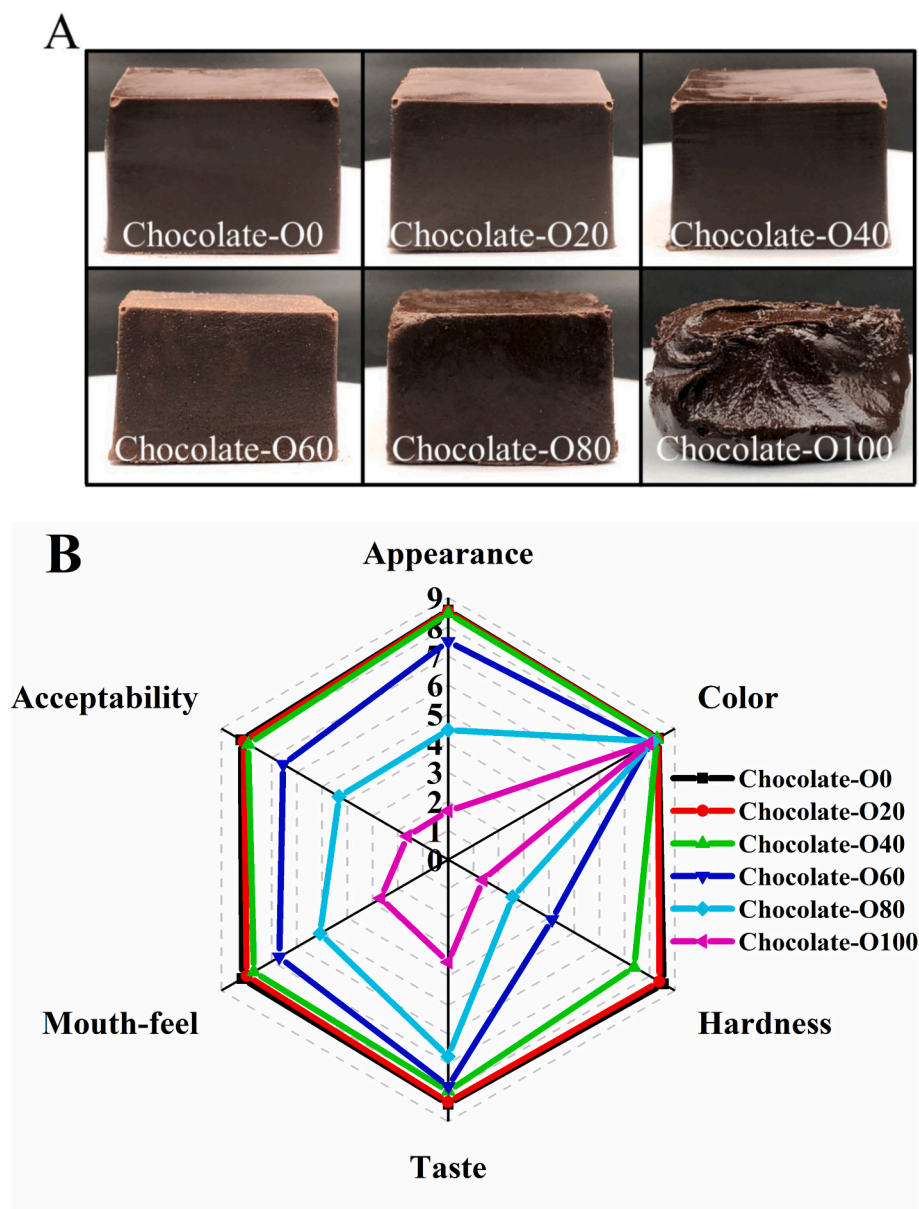 A
Chocolate-O0
Chocolate-O20
Chocolate-O40
Chocolate-O60
Chocolate-O80
Chocolate-O100
B
Appearance
9
8
7
6
5
4
3
2
1
0
Acceptability
Color
Mouth-feel
Hardness
Taste
Chocolate-O0
Chocolate-O20
Chocolate-O40
Chocolate-O60
Chocolate-O80
Chocolate-O100